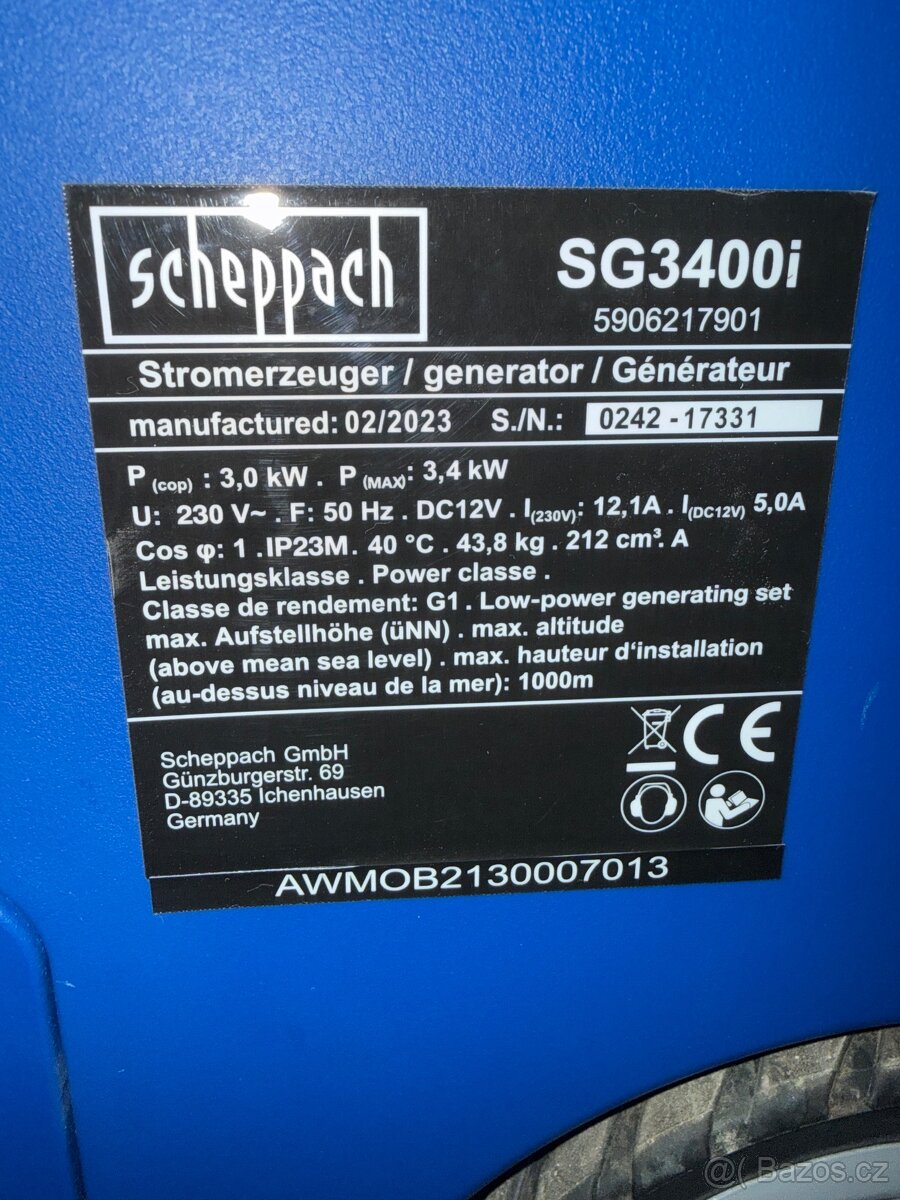 scheppach
SG3400i
5906217901
Stromerzeuger / generator / Générateur
manufactured: 02/2023 S./N.: 0242 -17331
P (cop) : 3,0 kW . P (MAX): 3,4 kW
U: 230 V~ . F: 50 Hz . DC12V . I(230V): 12,1A . I(DC12V) 5,0A
Cos φ: 1 . IP23M . 40 °C . 43,8 kg . 212 cm³. A
Leistungsklasse . Power classe .
Classe de rendement: G1 . Low-power generating set
max. Aufstellhöhe (üNN) . max. altitude
(above mean sea level) . max. hauteur d'installation
(au-dessus niveau de la mer): 1000m
CE
Scheppach GmbH
Günzburgerstr. 69
D-89335 Ichenhausen
Germany
AWMOB2130007013
@ Bazos.cz